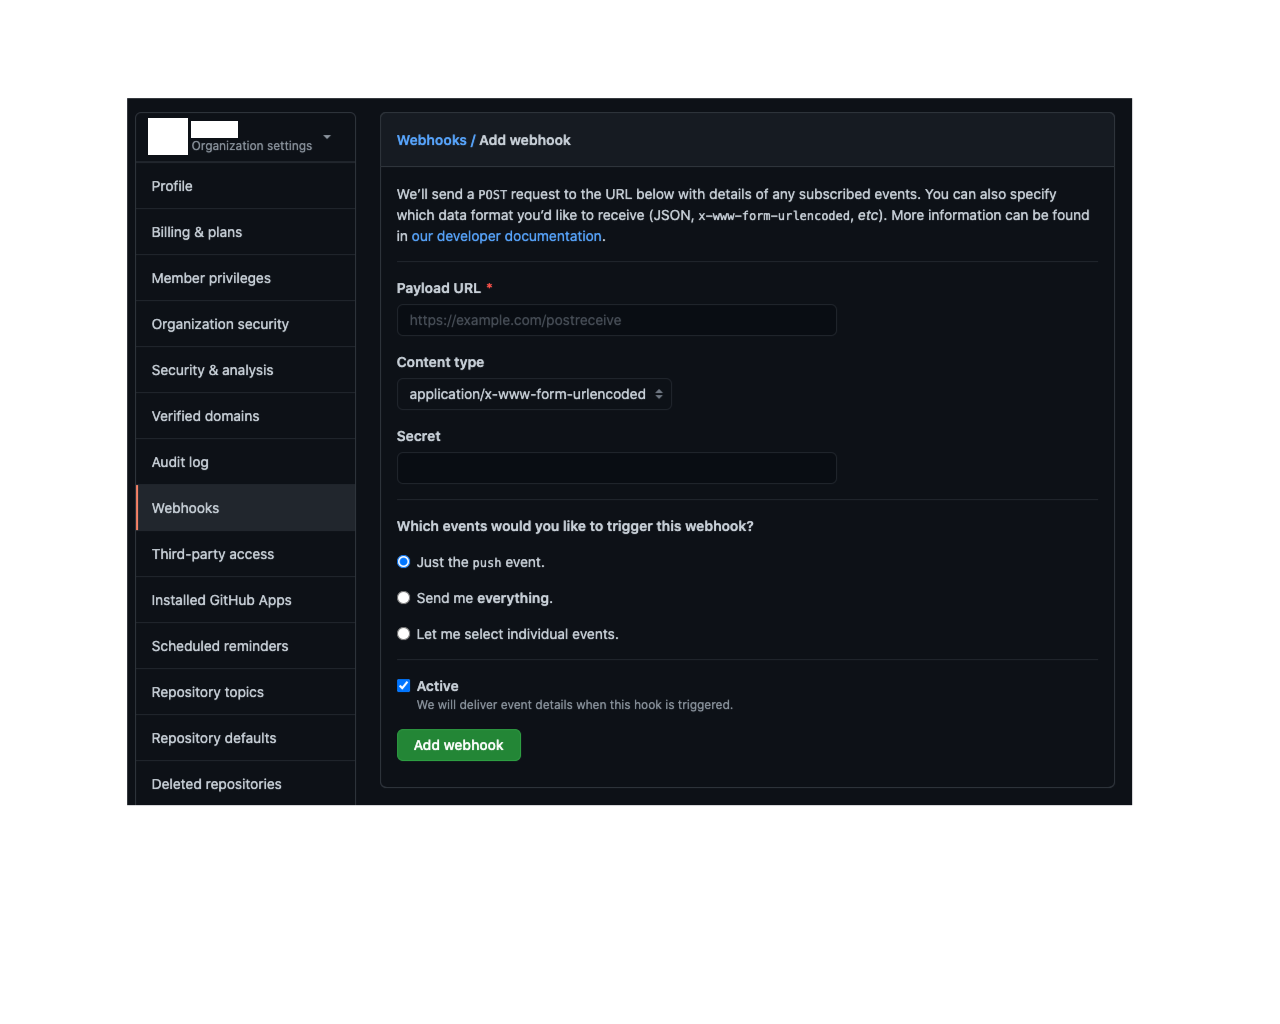 Organization settings
Profile
Billing & plans
Member privileges
Organization security
Security & analysis
Verified domains
Audit log
Webhooks
Third-party access
Installed GitHub Apps
Scheduled reminders
Repository topics
Repository defaults
Deleted repositories
Webhooks / Add webhook
We’ll send a POST request to the URL below with details of any subscribed events. You can also specify
which data format you’d like to receive (JSON, x-www-form-urlencoded, etc). More information can be found
in our developer documentation.
Payload URL *
https://example.com/postreceive
Content type
application/x-www-form-urlencoded
Secret
Which events would you like to trigger this webhook?
Just the push event.
Send me everything.
Let me select individual events.
Active
We will deliver event details when this hook is triggered.
Add webhook